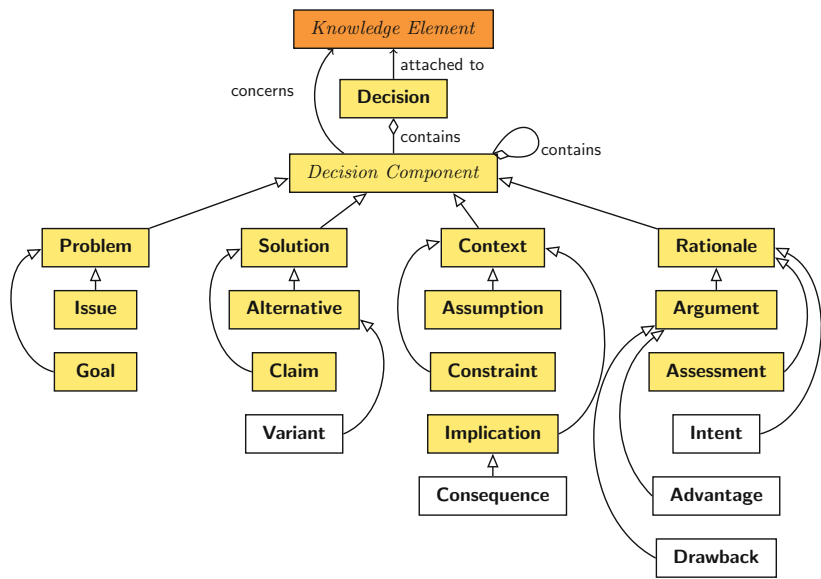 Knowledge Element
attached to
concerns
Decision
contains
contains
Decision Component
Problem
Solution
Context
Rationale
Issue
Alternative
Assumption
Argument
Goal
Claim
Constraint
Assessment
Variant
Implication
Intent
Consequence
Advantage
Drawback